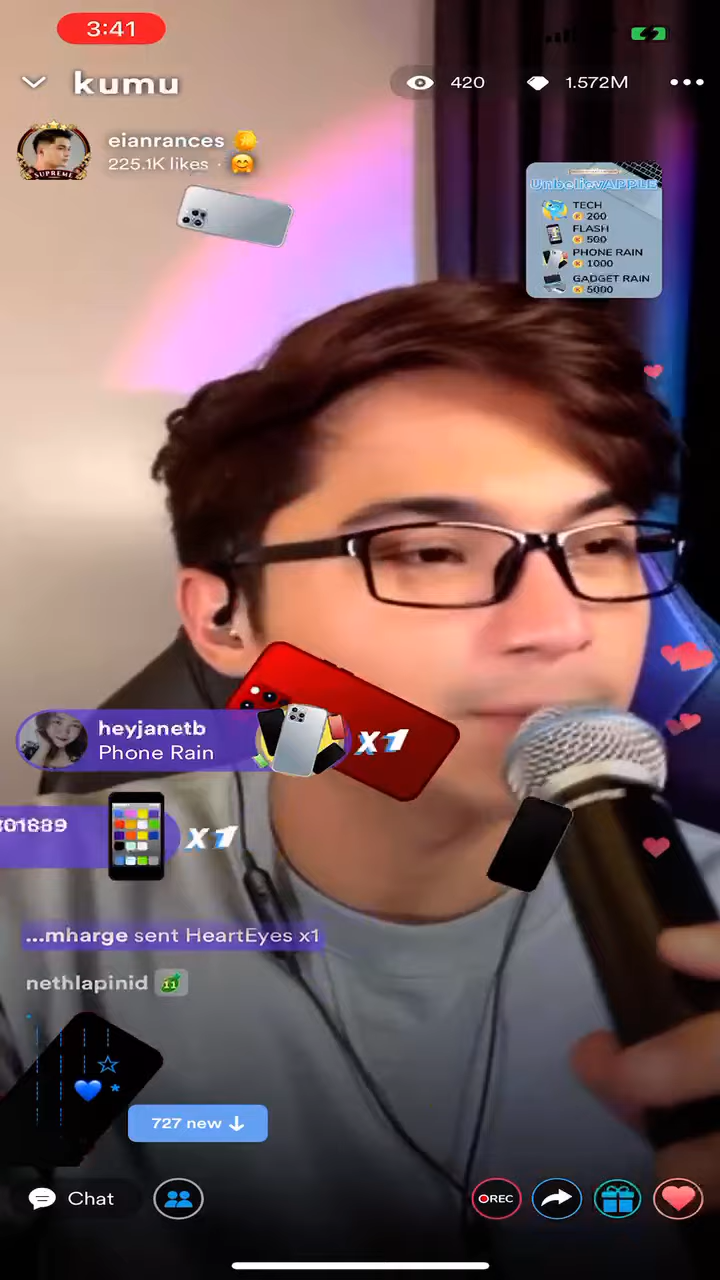 3:41
kumu
420
1.572M
eianrances
225.1K likes ·
SUPREME
UnbelievAPPLE
TECH
200
FLASH
500
PHONE RAIN
1000
GADGET RAIN
5000
heyjanetb
Phone Rain
x1
x1
...mharge sent HeartEyes x1
nethlapinid 11
727 new
Chat
REC